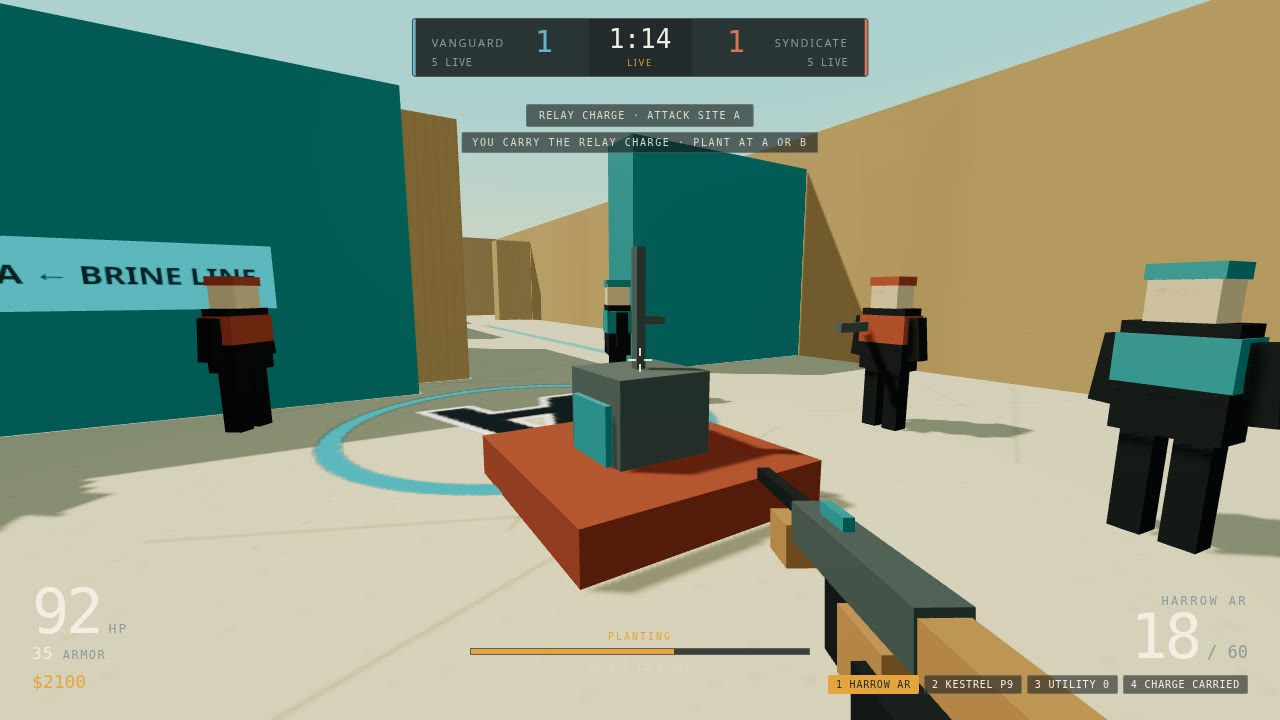 VANGUARD 1 1:14 1 SYNDICATE
5 LIVE LIVE 5 LIVE
RELAY CHARGE · ATTACK SITE A
YOU CARRY THE RELAY CHARGE · PLANT AT A OR B
A ← BRINE LINE
92 HP
35 ARMOR
$2100
PLANTING
HARROW AR
18 / 60
1 HARROW AR 2 KESTREL P9 3 UTILITY 0 4 CHARGE CARRIED